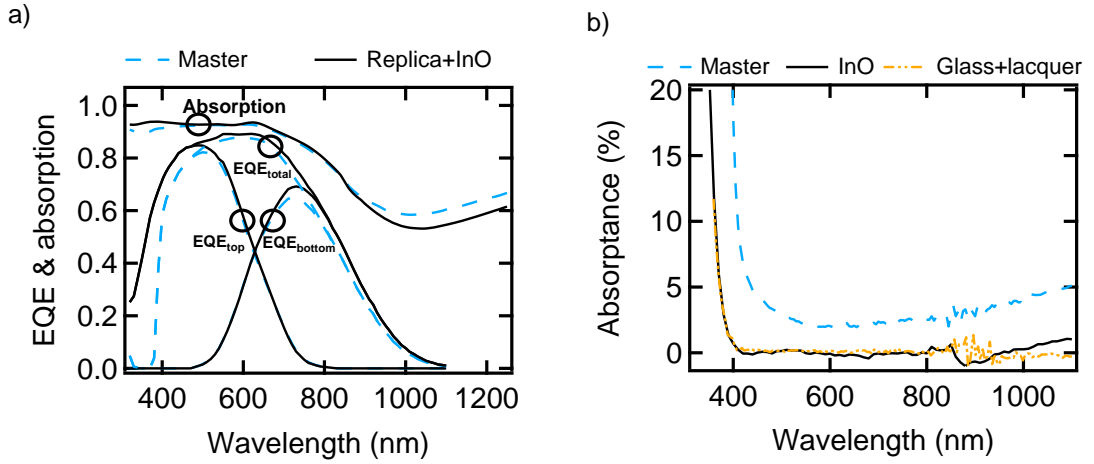 a)
Master Replica+InO
1.0
0.8
0.6
0.4
0.2
0.0
EQE & absorption
Absorption
EQEtotal
EQEtop
EQEbottom
400 600 800 1000 1200
Wavelength (nm)
b)
Master InO Glass+lacquer
20
15
10
5
0
Absorptance (%)
400 600 800 1000
Wavelength (nm)